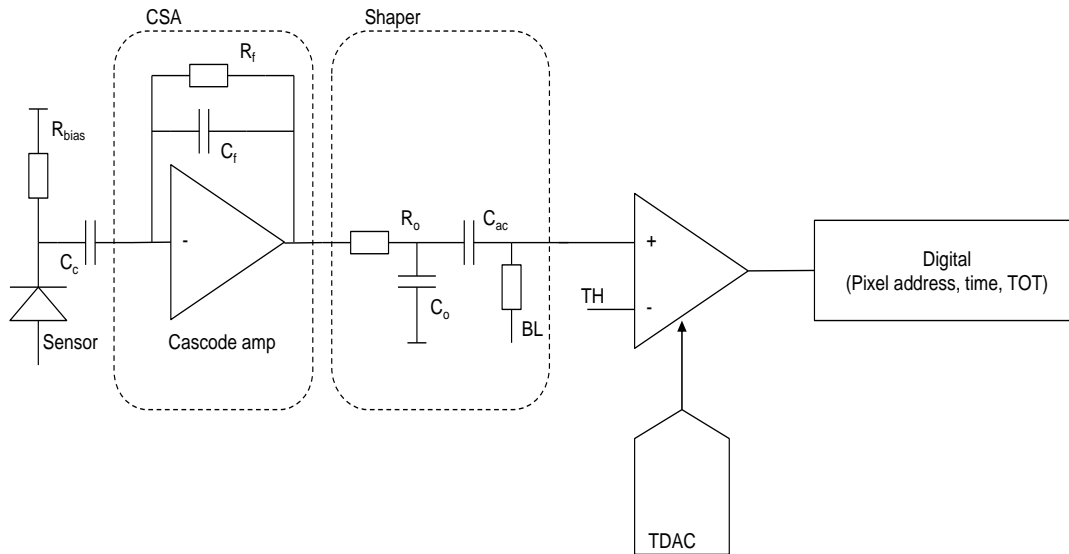 CSA
Shaper
R_f
R_bias
C_f
R_o
C_ac
C_c
-
+
Digital
(Pixel address, time, TOT)
TH
-
C_o
BL
Sensor
Cascode amp
TDAC